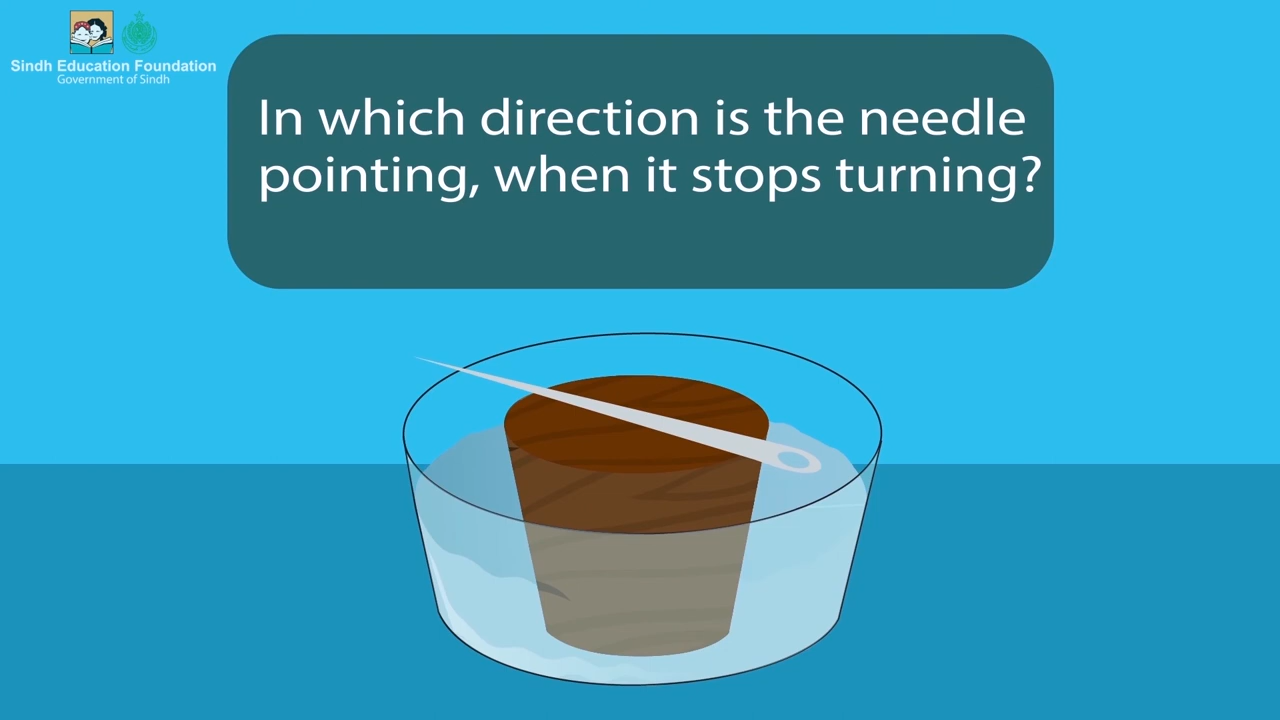 Sindh Education Foundation
Government of Sindh
In which direction is the needle
pointing, when it stops turning?